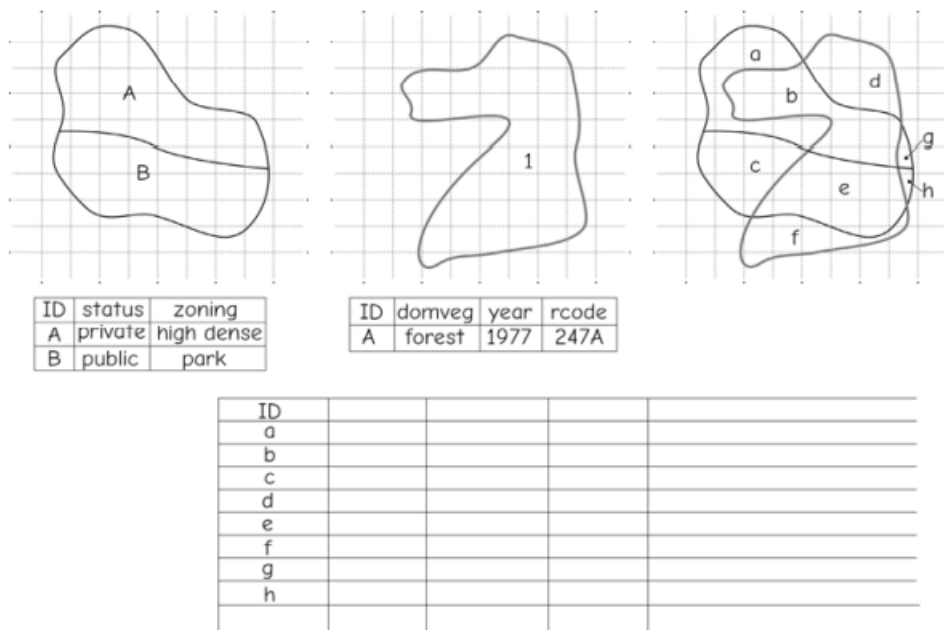 A
B
1
a
b
c
d
e
f
g
h
ID status zoning
A private high dense
B public park
ID domveg year rcode
A forest 1977 247A
ID
a
b
c
d
e
f
g
h